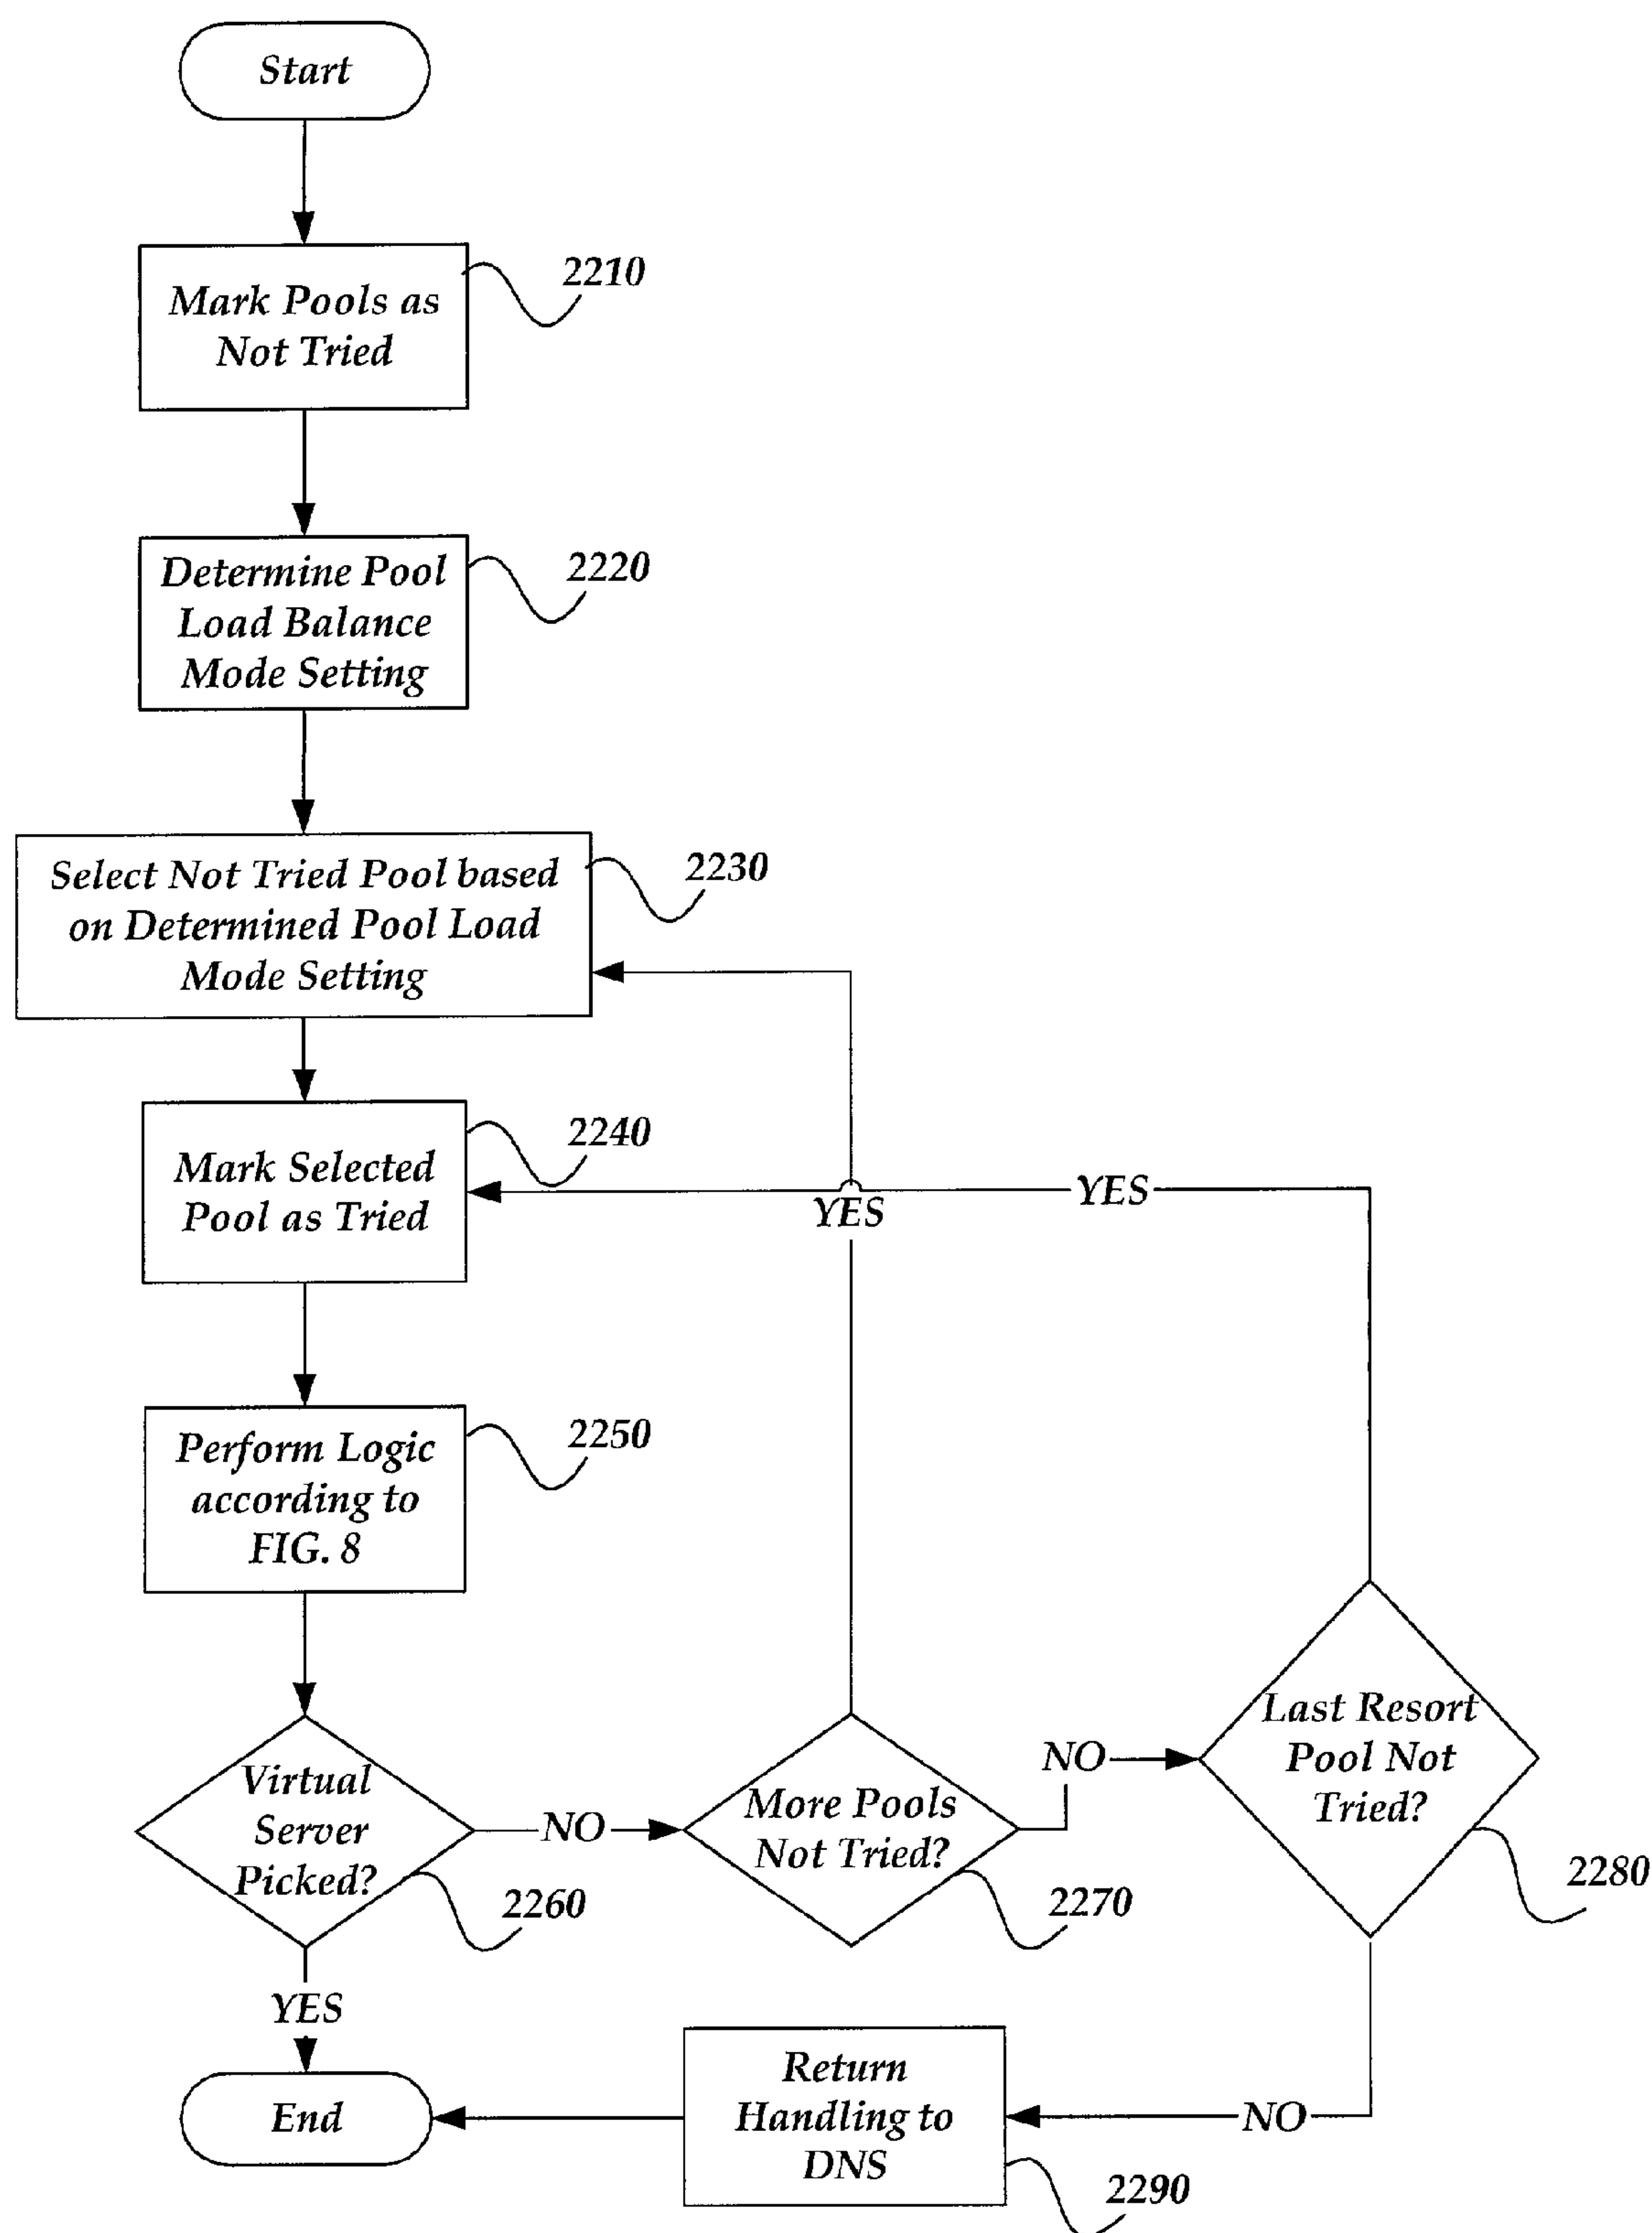 Start
2210
Mark Pools as
Not Tried
2220
Determine Pool
Load Balance
Mode Setting
2230
Select Not Tried Pool based
on Determined Pool Load
Mode Setting
2240
Mark Selected
Pool as Tried
YES
YES
2250
Perform Logic
according to
FIG. 8
Virtual
Server
Picked?
2260
NO
More Pools
Not Tried?
2270
NO
Last Resort
Pool Not
Tried?
2280
YES
End
Return
Handling to
DNS
NO
2290